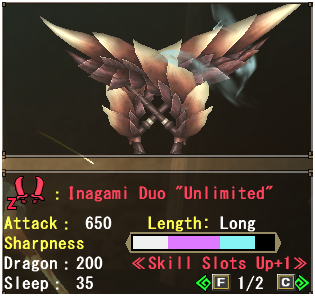 Z : Inagami Duo "Unlimited"
Attack : 650 Length: Long
Sharpness
Dragon : 200 ≪Skill Slots Up+1≫
Sleep : 35 F 1/2 C